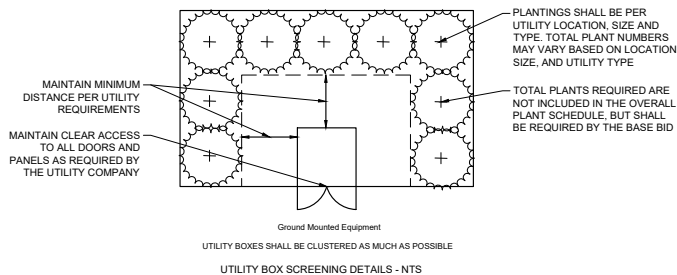 PLANTINGS SHALL BE PER
UTILITY LOCATION, SIZE AND
TYPE. TOTAL PLANT NUMBERS
MAY VARY BASED ON LOCATION
SIZE, AND UTILITY TYPE
MAINTAIN MINIMUM
DISTANCE PER UTILITY
REQUIREMENTS
TOTAL PLANTS REQUIRED ARE
NOT INCLUDED IN THE OVERALL
PLANT SCHEDULE, BUT SHALL
BE REQUIRED BY THE BASE BID
MAINTAIN CLEAR ACCESS
TO ALL DOORS AND
PANELS AS REQUIRED BY
THE UTILITY COMPANY
Ground Mounted Equipment
UTILITY BOXES SHALL BE CLUSTERED AS MUCH AS POSSIBLE
UTILITY BOX SCREENING DETAILS - NTS